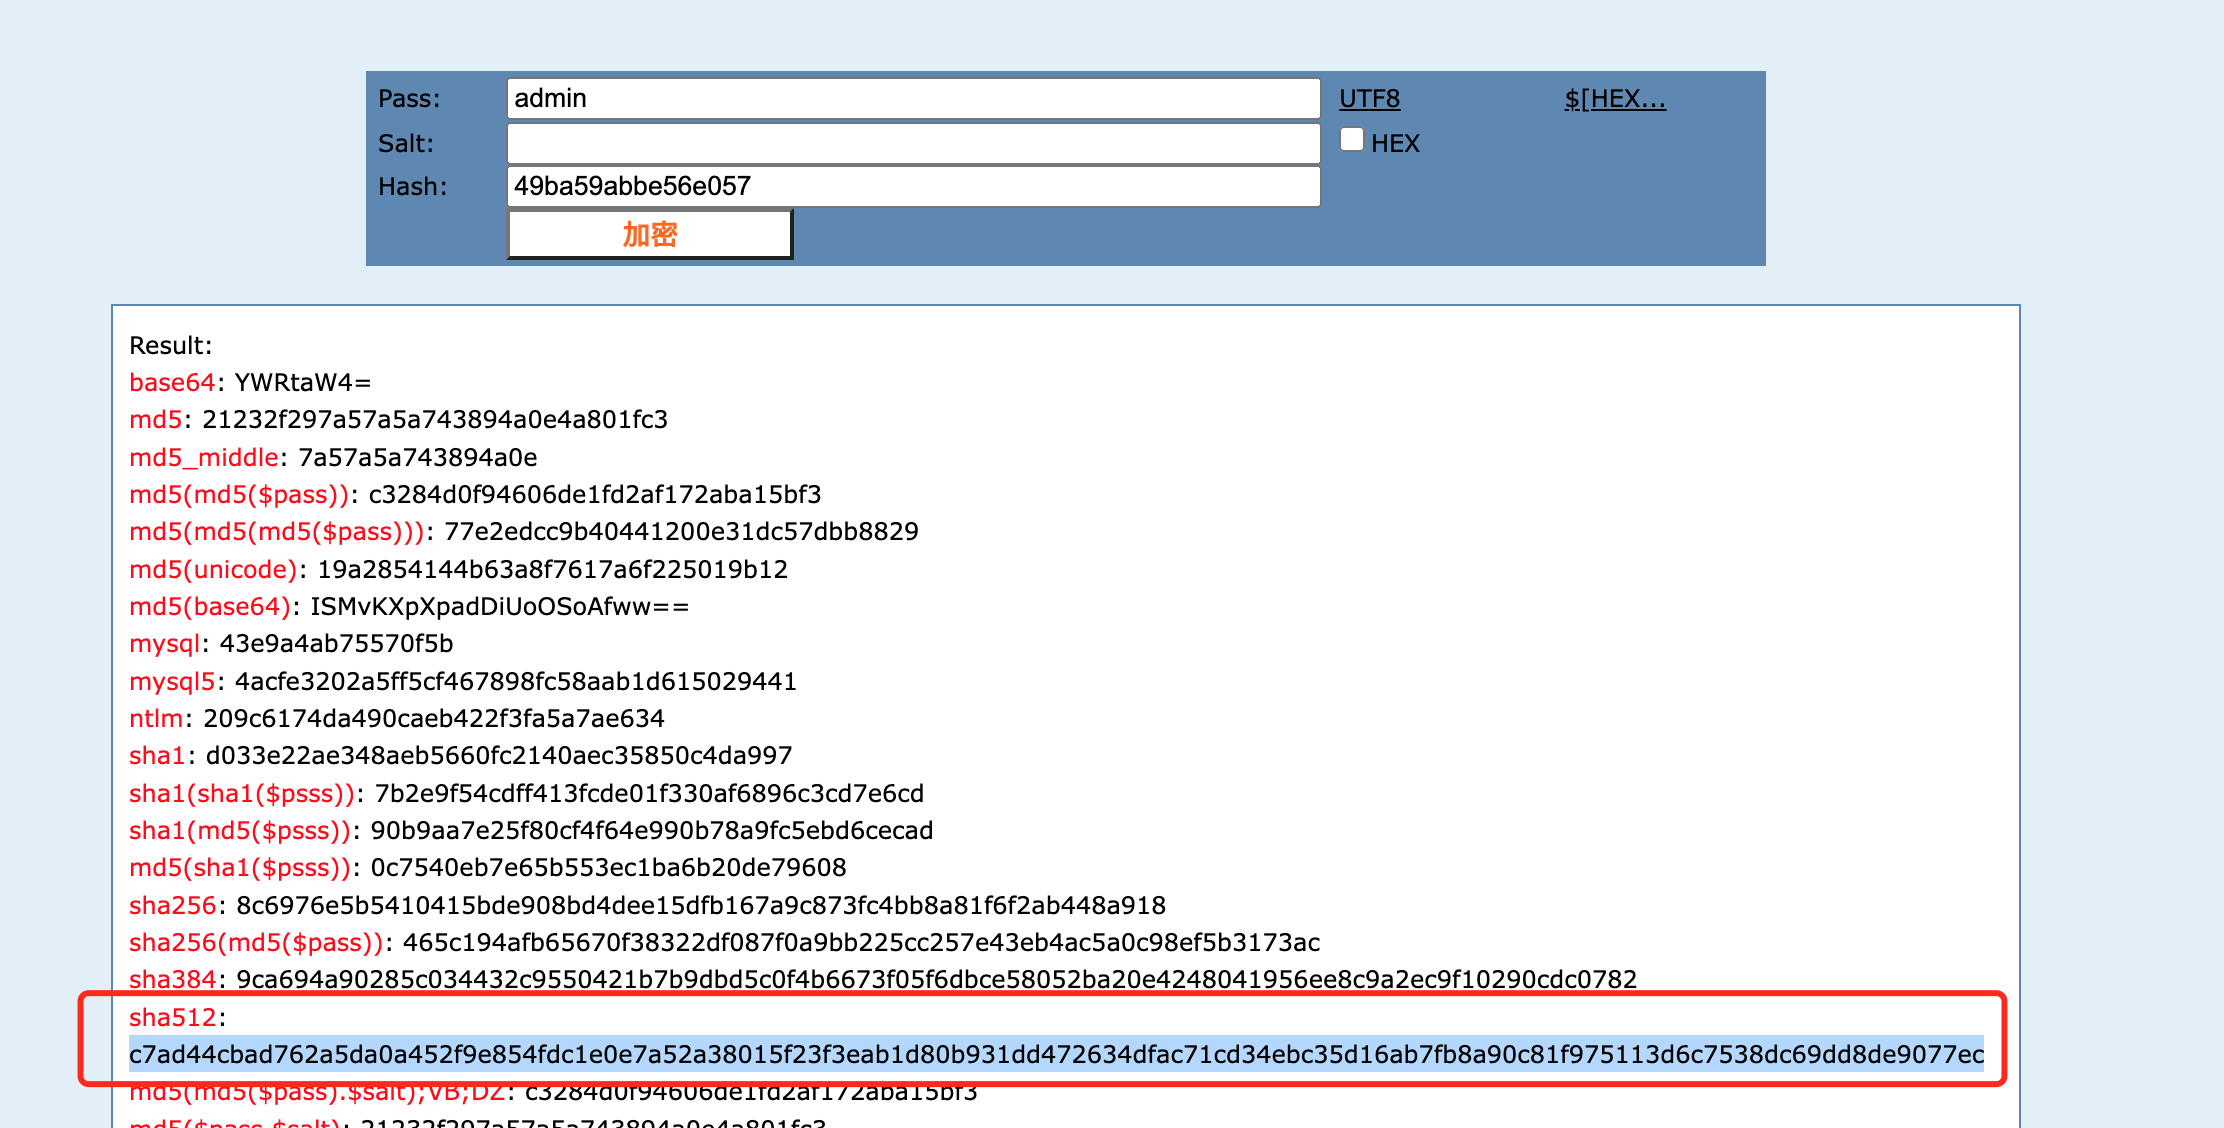 Pass: admin UTF8 $[HEX...
Salt: HEX
Hash: 49ba59abbe56e057
加密
Result:
base64: YWRtaW4=
md5: 21232f297a57a5a743894a0e4a801fc3
md5_middle: 7a57a5a743894a0e
md5(md5($pass)): c3284d0f94606de1fd2af172aba15bf3
md5(md5(md5($pass))): 77e2edcc9b40441200e31dc57dbb8829
md5(unicode): 19a2854144b63a8f7617a6f225019b12
md5(base64): ISMvKXpXpadDiUoOSoAfww==
mysql: 43e9a4ab75570f5b
mysql5: 4acfe3202a5ff5cf467898fc58aab1d615029441
ntlm: 209c6174da490caeb422f3fa5a7ae634
sha1: d033e22ae348aeb5660fc2140aec35850c4da997
sha1(sha1($psss)): 7b2e9f54cdff413fcde01f330af6896c3cd7e6cd
sha1(md5($psss)): 90b9aa7e25f80cf4f64e990b78a9fc5ebd6cecad
md5(sha1($psss)): 0c7540eb7e65b553ec1ba6b20de79608
sha256: 8c6976e5b5410415bde908bd4dee15dfb167a9c873fc4bb8a81f6f2ab448a918
sha256(md5($pass)): 465c194afb65670f38322df087f0a9bb225cc257e43eb4ac5a0c98ef5b3173ac
sha384: 9ca694a90285c034432c9550421b7b9dbd5c0f4b6673f05f6dbce58052ba20e4248041956ee8c9a2ec9f10290cdc0782
sha512:
c7ad44cbad762a5da0a452f9e854fdc1e0e7a52a38015f23f3eab1d80b931dd472634dfac71cd34ebc35d16ab7fb8a90c81f975113d6c7538dc69dd8de9077ec
md5(md5($pass).$salt);VB;DZ: c3284d0f94606de1fd2af172aba15bf3
md5($pass.$salt): 21232f297a57a5a743894a0e4a801fc3